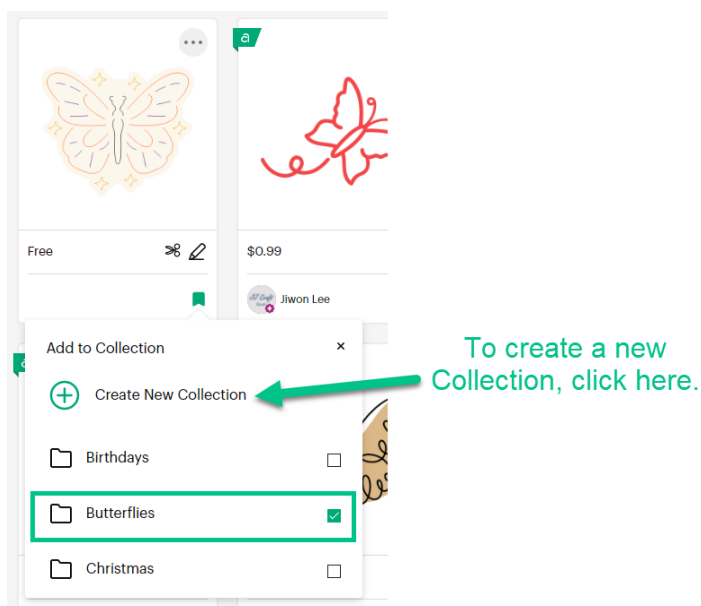 a
Free
$0.99
Jiwon Lee
Add to Collection
×
Create New Collection
To create a new
Collection, click here.
Birthdays
Butterflies
Christmas